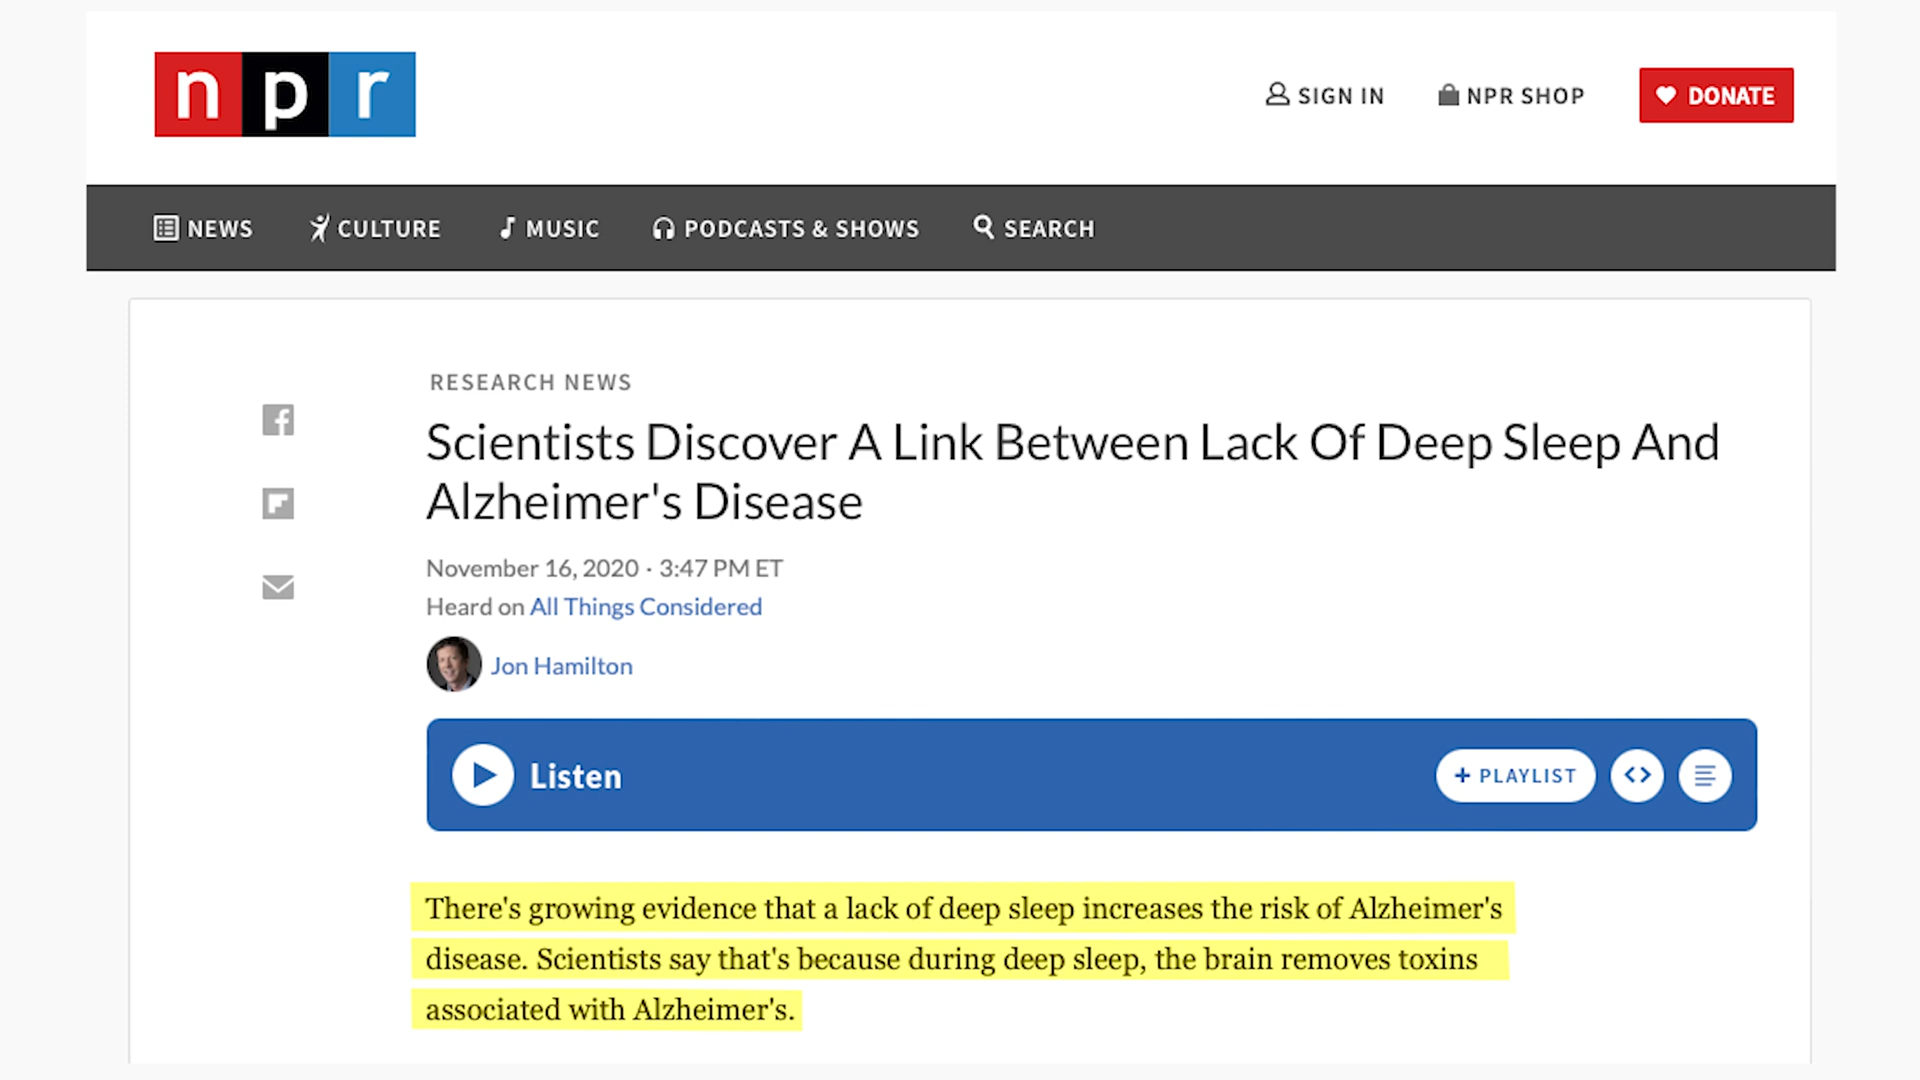 npr
SIGN IN
NPR SHOP
DONATE
NEWS
CULTURE
MUSIC
PODCASTS & SHOWS
SEARCH
RESEARCH NEWS
Scientists Discover A Link Between Lack Of Deep Sleep And
Alzheimer's Disease
November 16, 2020 · 3:47 PM ET
Heard on All Things Considered
Jon Hamilton
Listen
+ PLAYLIST
There's growing evidence that a lack of deep sleep increases the risk of Alzheimer's
disease. Scientists say that's because during deep sleep, the brain removes toxins
associated with Alzheimer's.